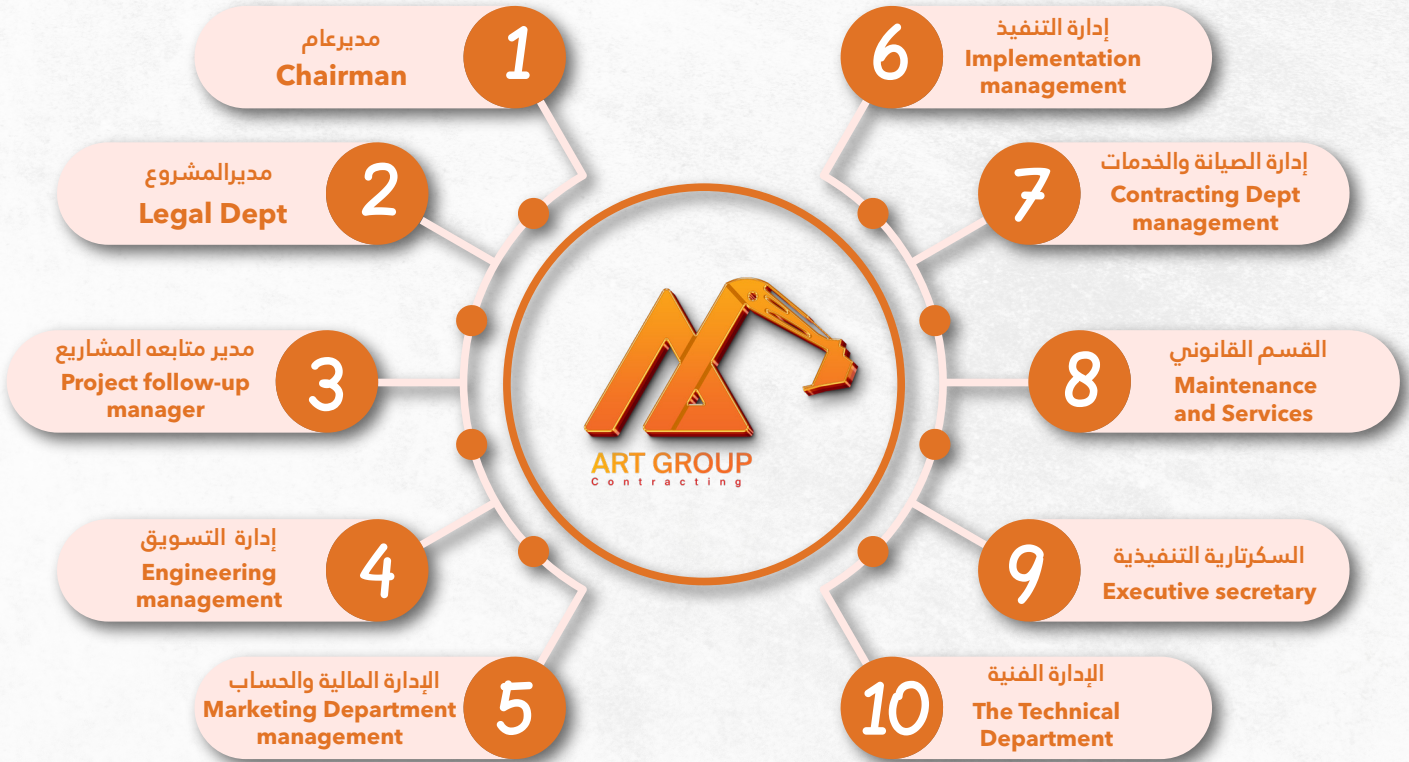 1
مديرعام
Chairman
2
مديرالمشروع
Legal Dept
3
مدير متابعه المشاريع
Project follow-up
manager
4
إدارة التسويق
Engineering
management
5
الإدارة المالية والحساب
Marketing Department
management
ART GROUP
Contracting
6
إدارة التنفيذ
Implementation
management
7
إدارة الصيانة والخدمات
Contracting Dept
management
8
القسم القانوني
Maintenance
and Services
9
السكرتارية التنفيذية
Executive secretary
10
الإدارة الفنية
The Technical
Department